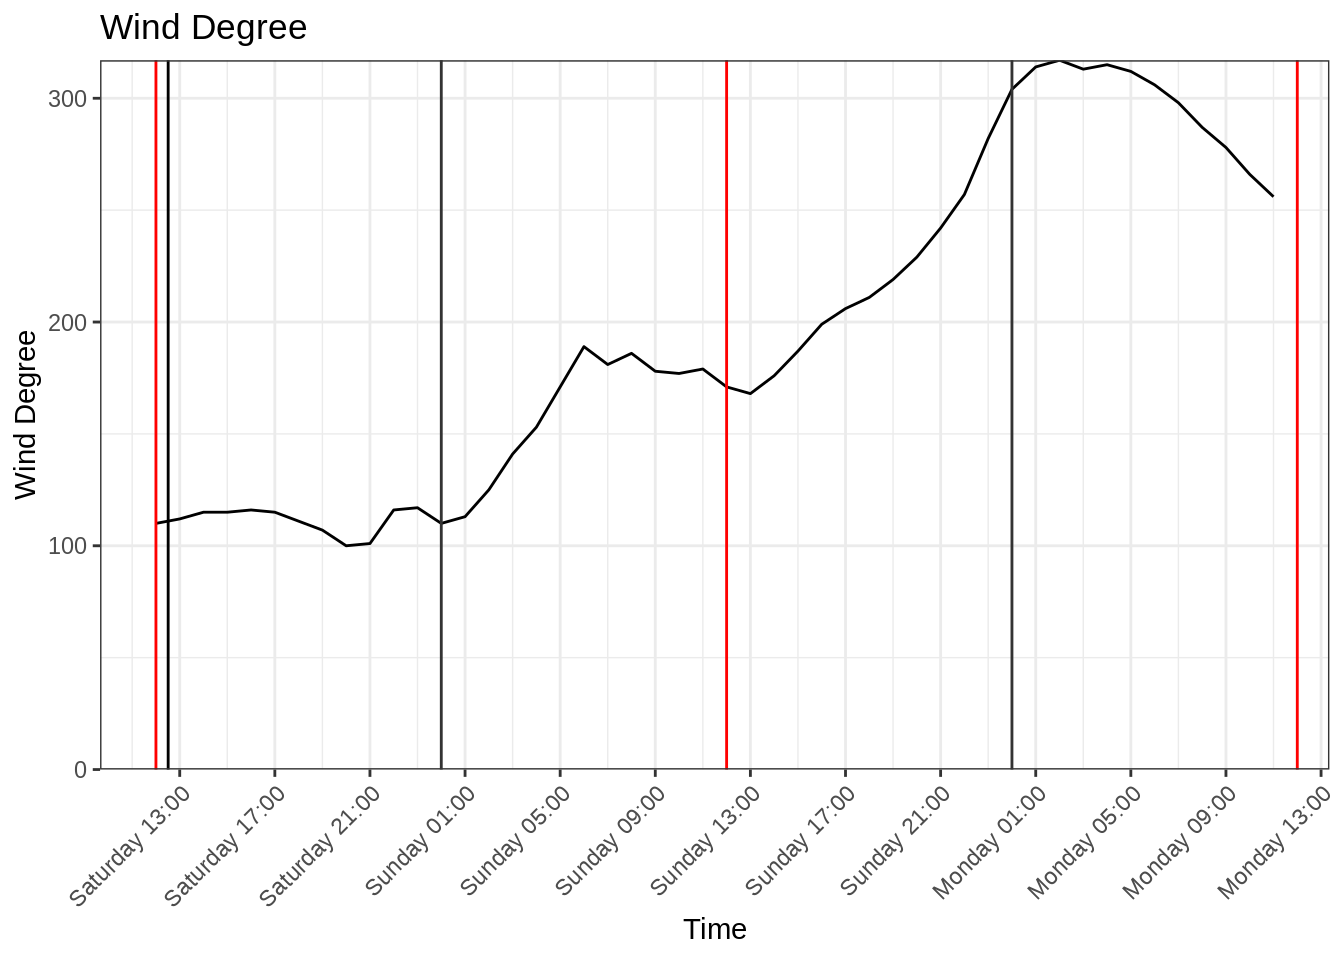 Wind Degree
Wind Degree
300
200
100
0
Saturday 13:00
Saturday 17:00
Saturday 21:00
Sunday 01:00
Sunday 05:00
Sunday 09:00
Sunday 13:00
Sunday 17:00
Sunday 21:00
Monday 01:00
Monday 05:00
Monday 09:00
Monday 13:00
Time